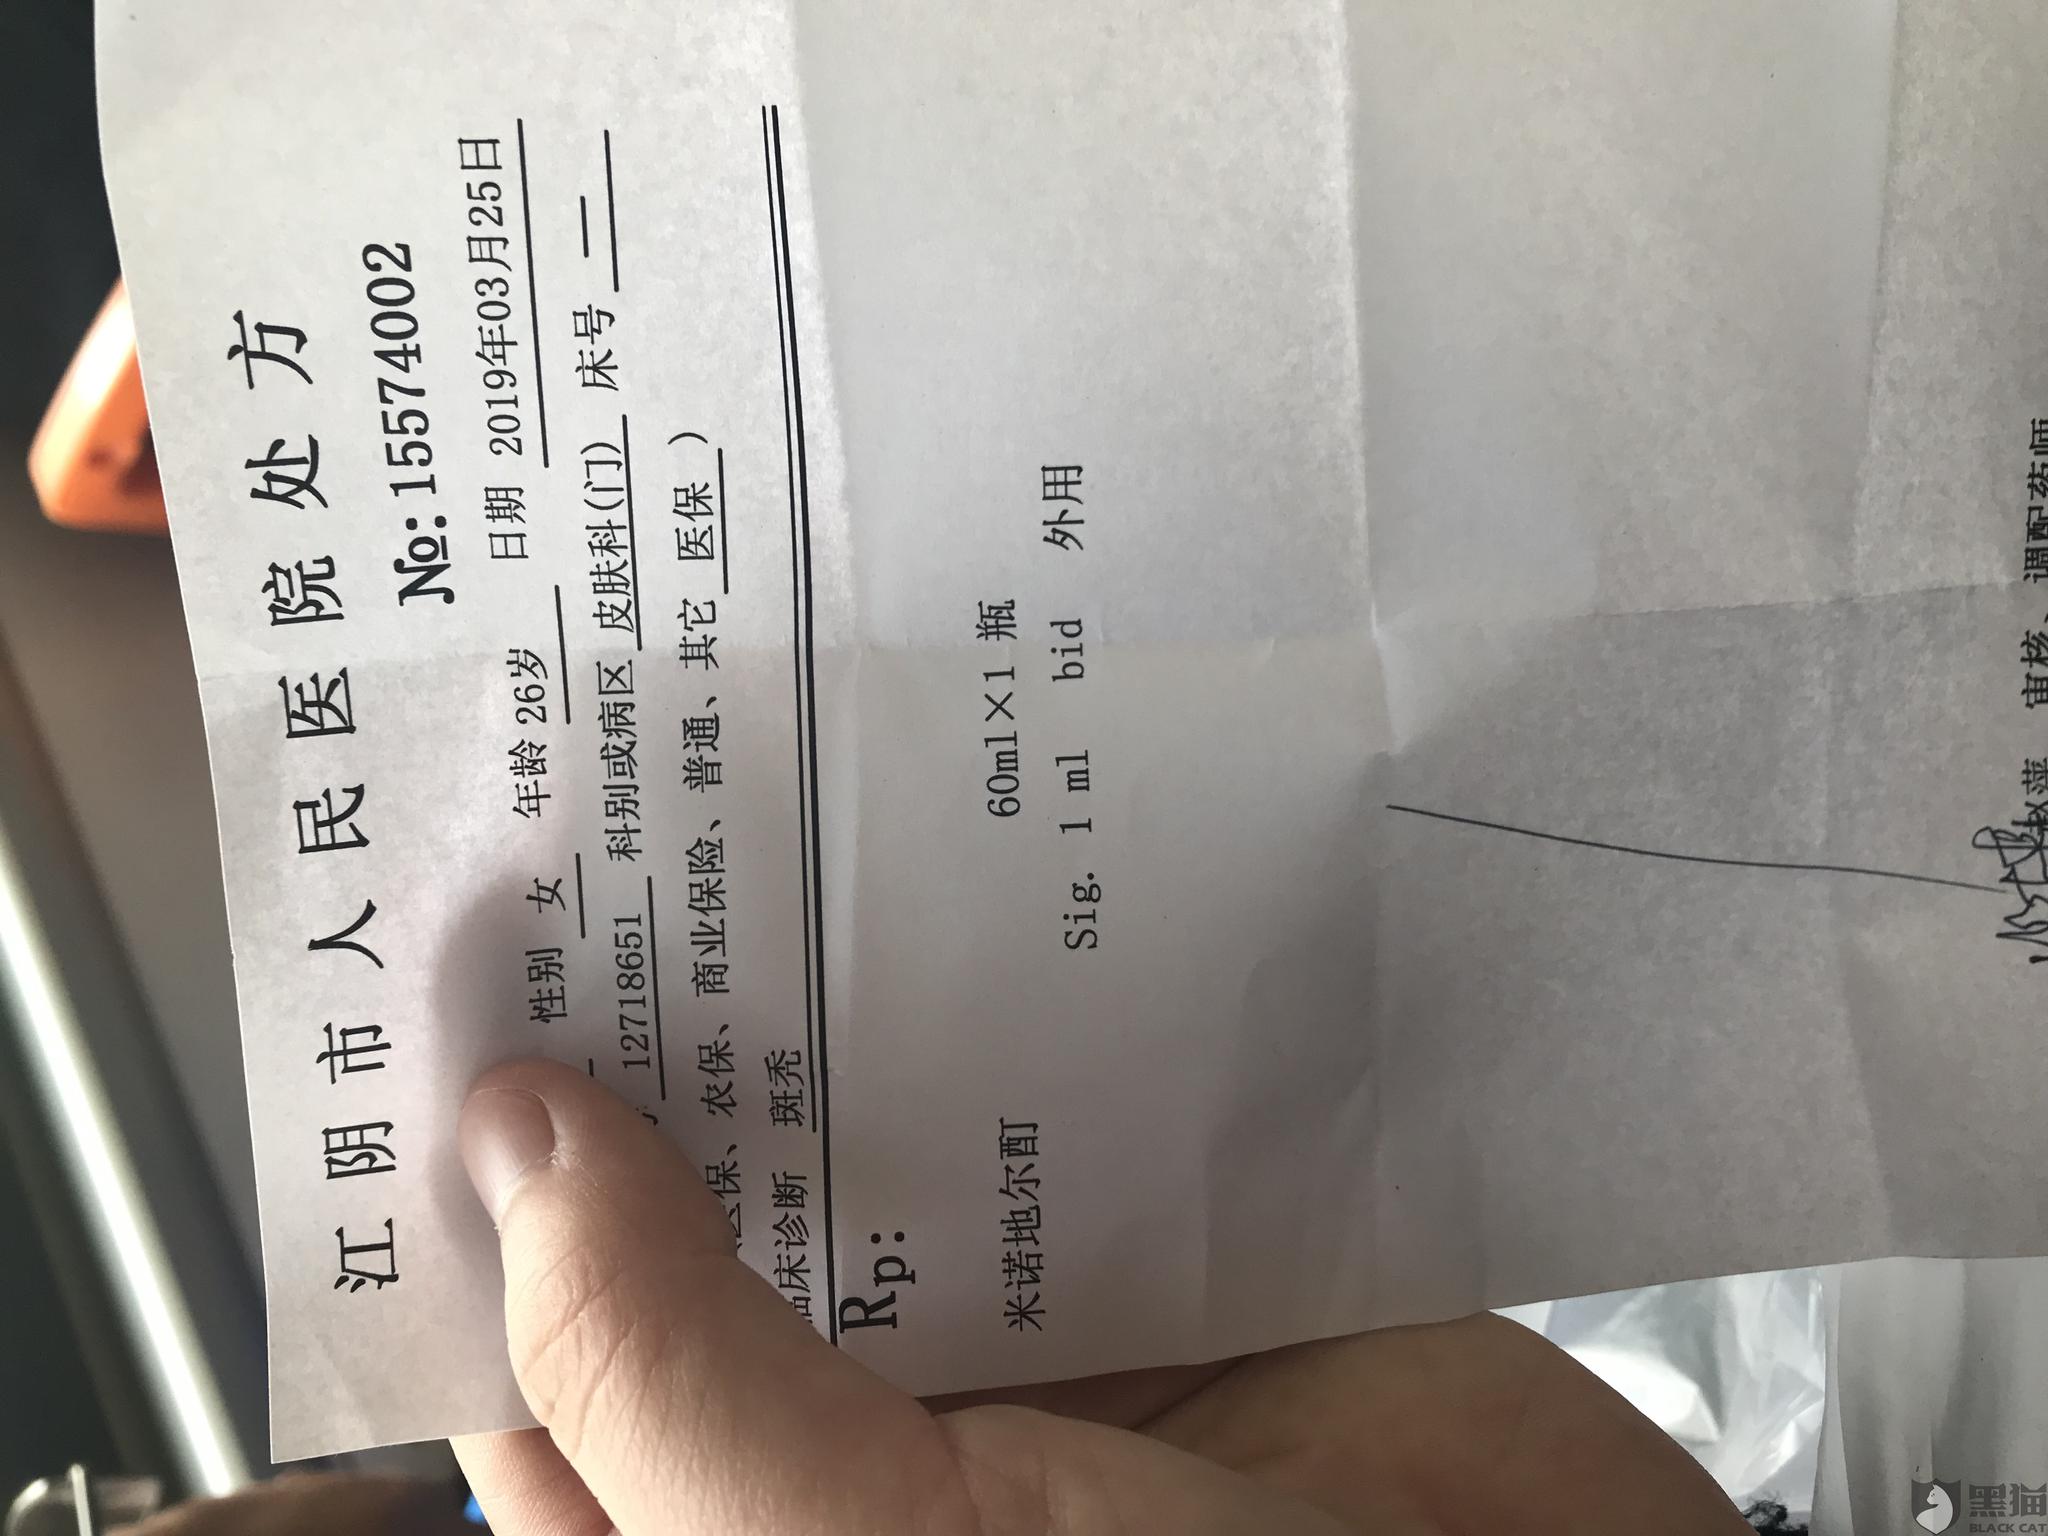 江阴市人民医院处方
№:1557400​2
性别 女 年龄 26岁 日期 2019年03月25日
12718651 科别或病区 皮肤科(门) 床号
保、农保、商业保险、普通、其它 医保 )
床诊断 斑秃
Rp:
米诺地尔酊 60ml×1 瓶
Sig. 1 ml bid 外用
审核、调配药师
黑猫
BLACK CAT